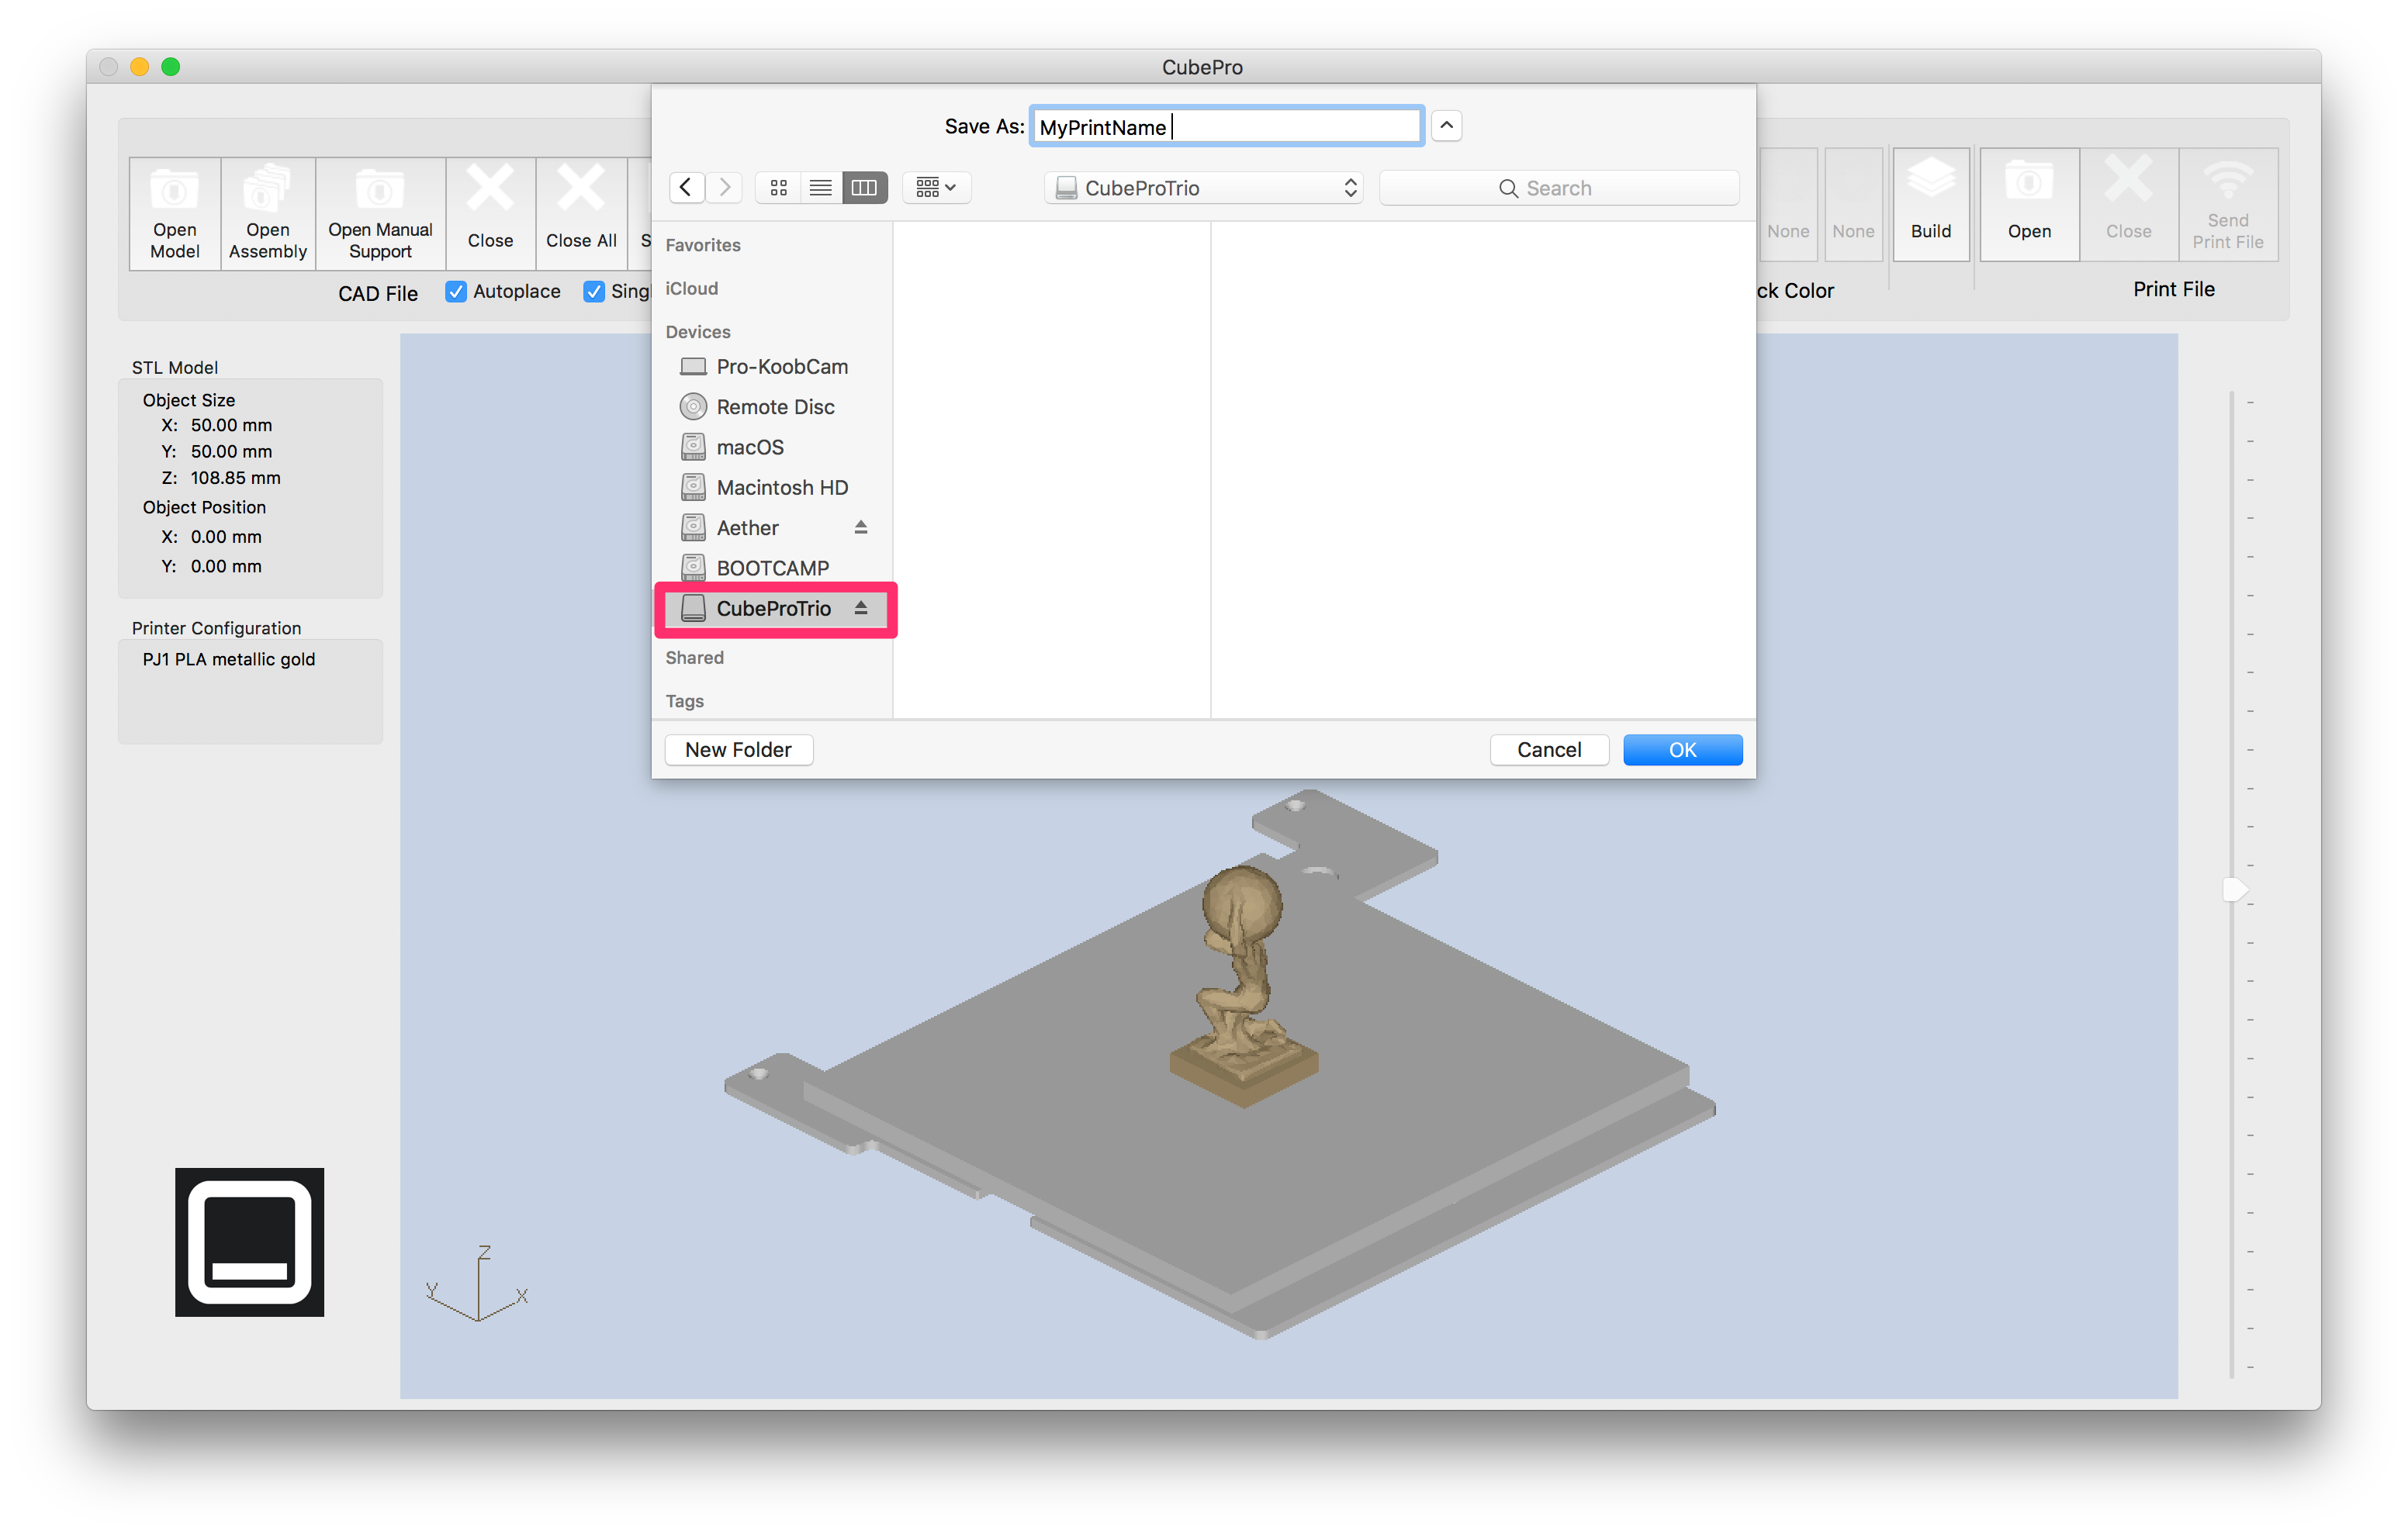 CubePro
Save As: MyPrintName
CubeProTrio
Search
Open Model
Open Assembly
Open Manual Support
Close
Close All
S
None
None
Build
Open
Close
Send Print File
CAD File
Autoplace
Singl
ck Color
Print File
Favorites
iCloud
Devices
Pro-KoobCam
Remote Disc
macOS
Macintosh HD
Aether
BOOTCAMP
CubeProTrio
Shared
Tags
New Folder
Cancel
OK
STL Model
Object Size
X: 50.00 mm
Y: 50.00 mm
Z: 108.85 mm
Object Position
X: 0.00 mm
Y: 0.00 mm
Printer Configuration
PJ1 PLA metallic gold
Z
Y
X